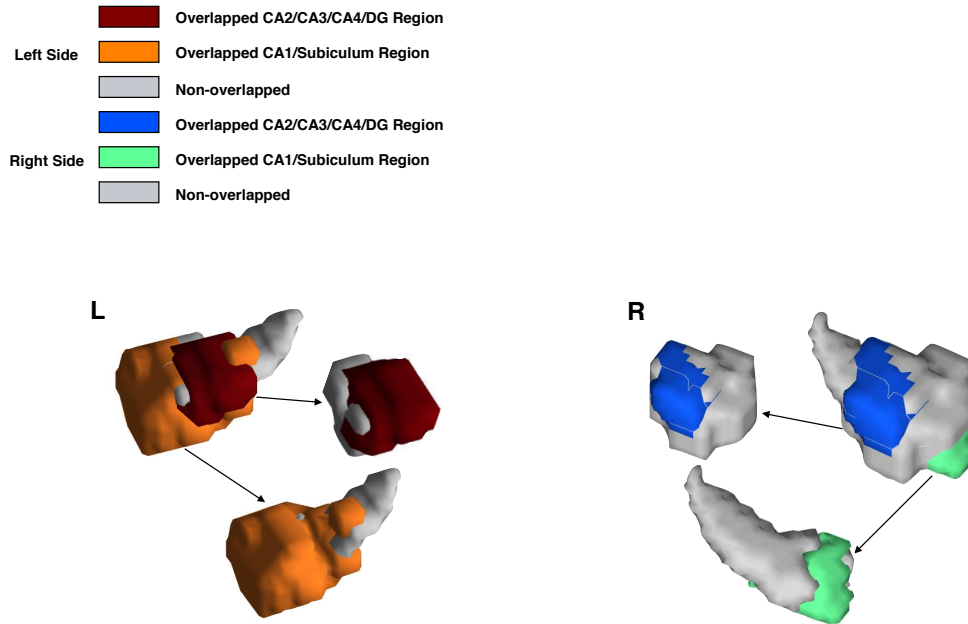 Overlapped CA2/CA3/CA4/DG Region
Left Side
Overlapped CA1/Subiculum Region
Non-overlapped
Overlapped CA2/CA3/CA4/DG Region
Right Side
Overlapped CA1/Subiculum Region
Non-overlapped
L
R